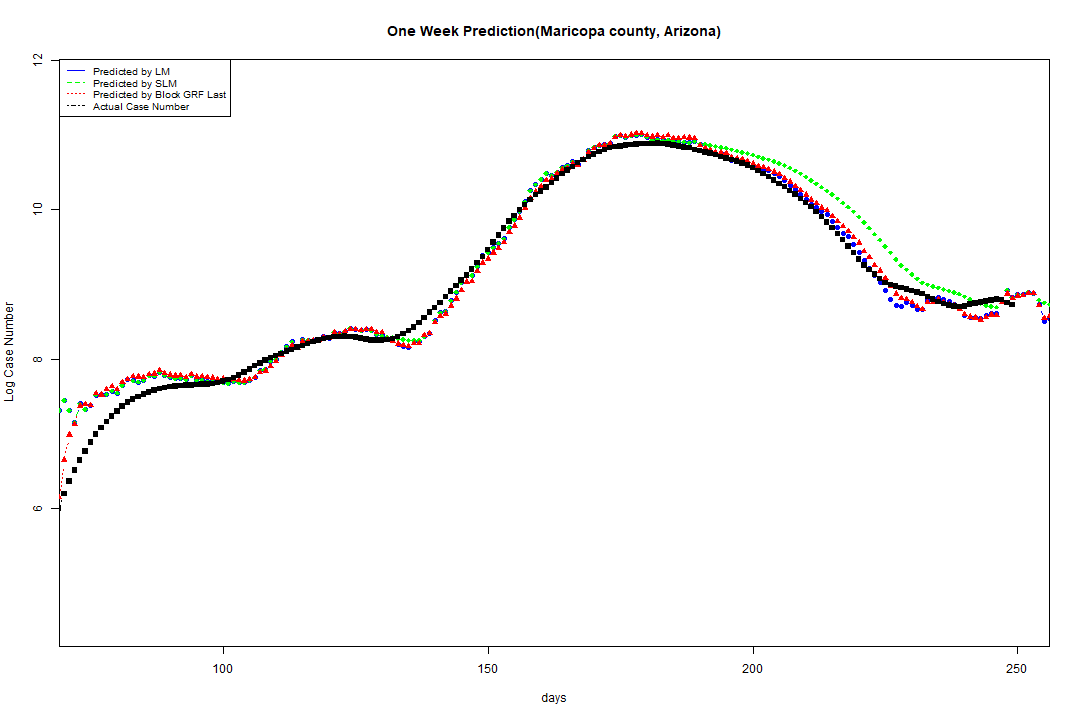 One Week Prediction(Maricopa county, Arizona)
Predicted by LM
Predicted by SLM
Predicted by Block GRF Last
Actual Case Number
Log Case Number
12
10
8
6
100
150
200
250
days